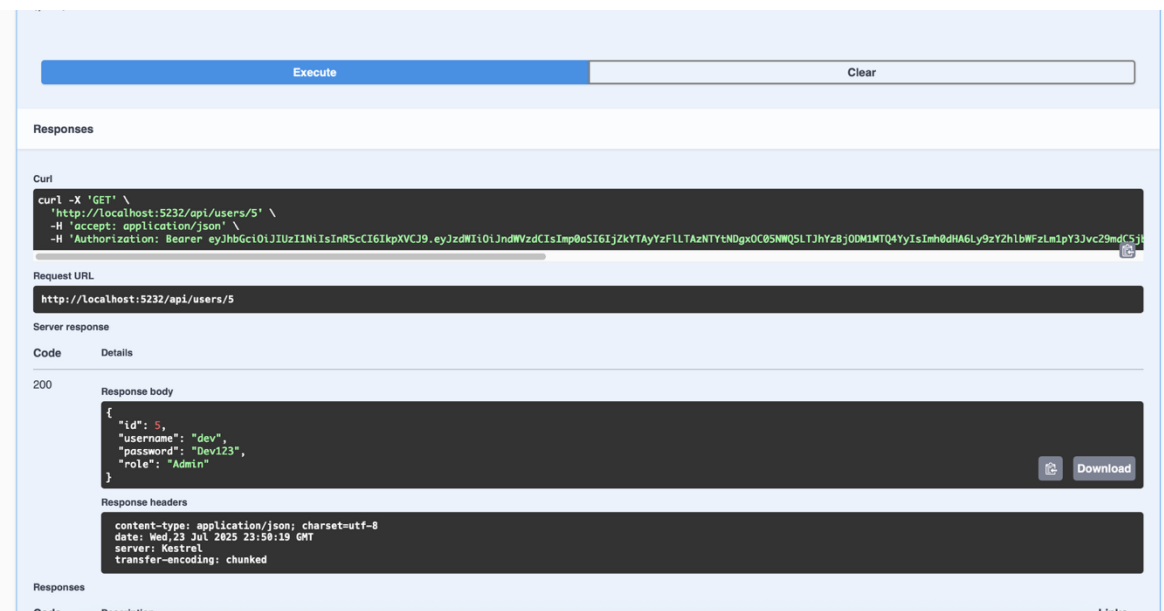 Execute
Clear
Responses
Curl
curl -X 'GET' \
'http://localhost:5232/api/users/5' \
-H 'accept: application/json' \
-H 'Authorization: Bearer
Request URL
http://localhost:5232/api/users/5
Server response
Code Details
200
Response body
{
"id": 5,
"username": "dev",
"password": "Dev123",
"role": "Admin"
}
Download
Response headers
content-type: application/json; charset=utf-8
date: Wed,23 Jul 2025 23:50:19 GMT
server: Kestrel
transfer-encoding: chunked
Responses